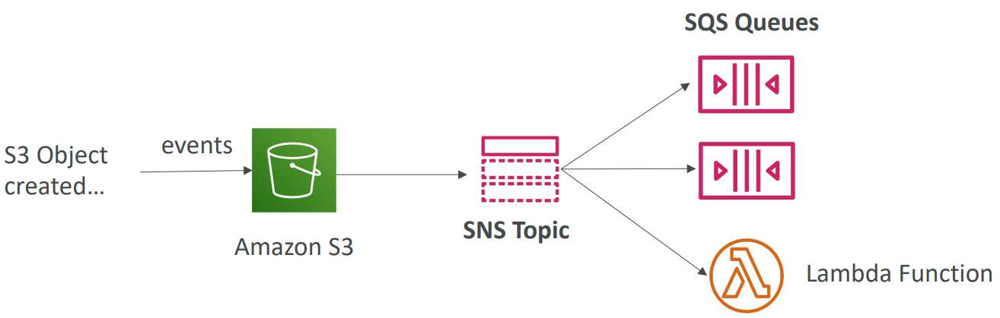 SQS Queues
S3 Object
created...
events
Amazon S3
SNS Topic
Lambda Function